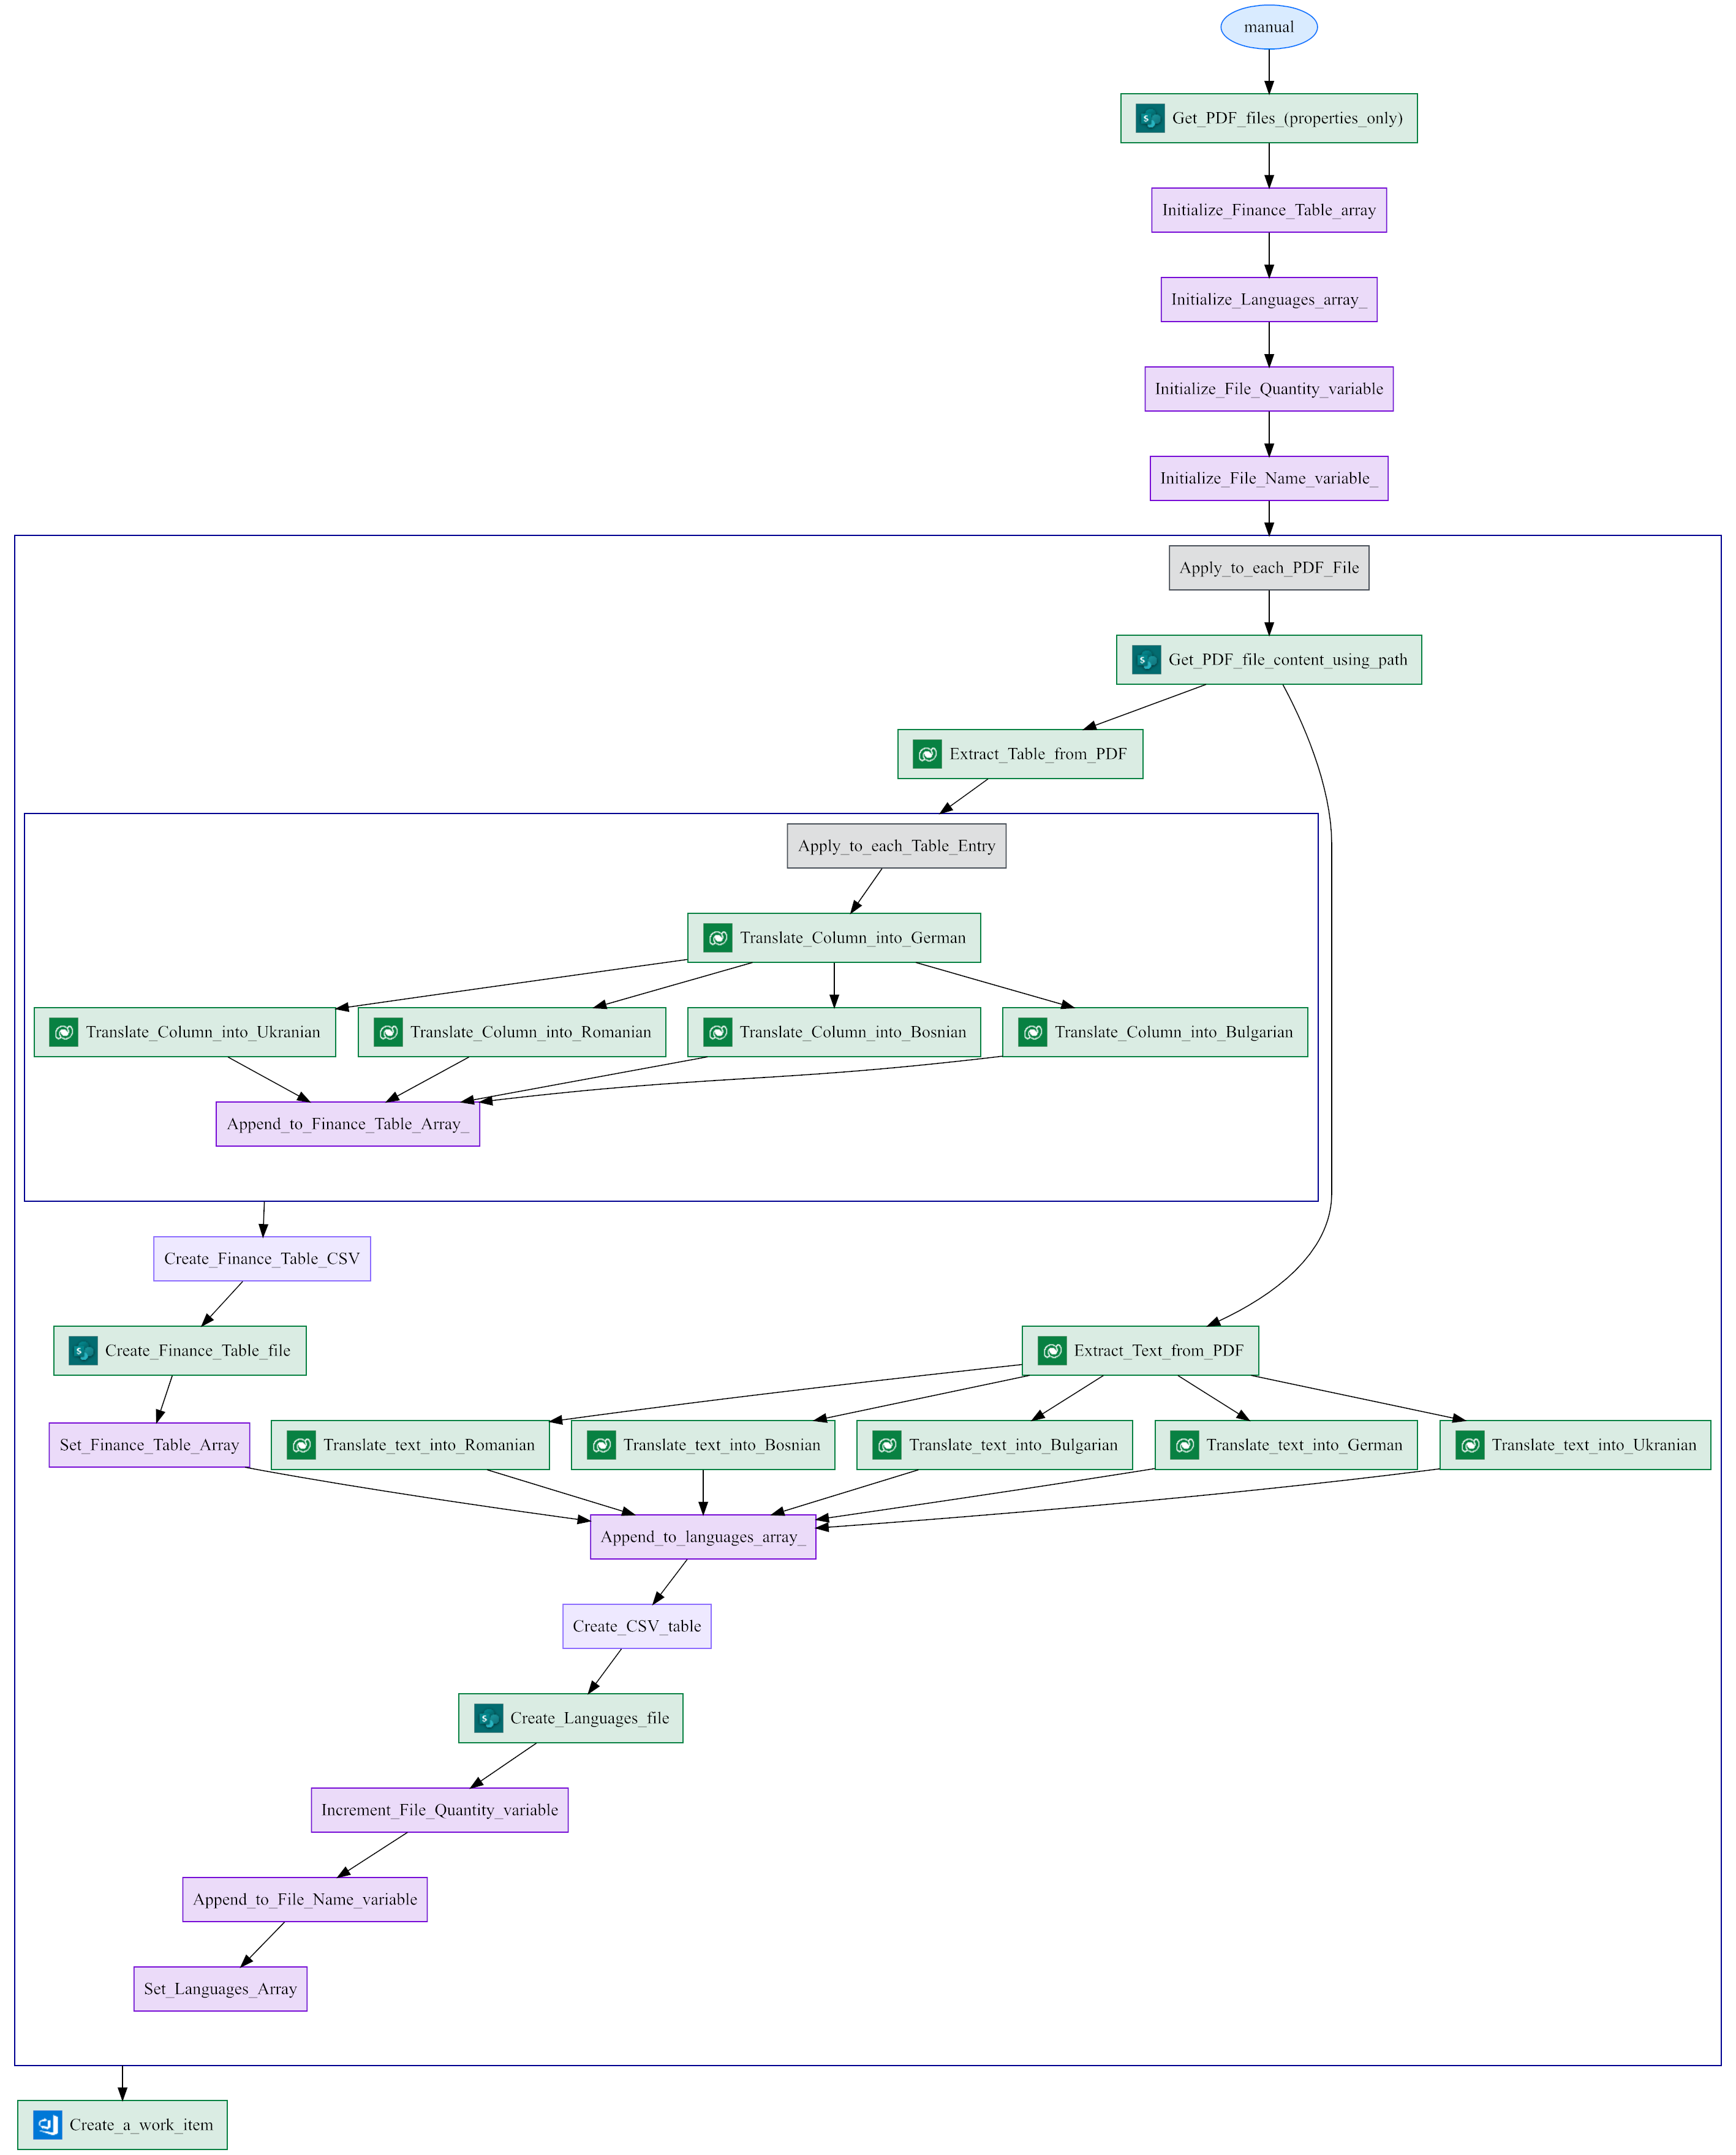 manual
Get_PDF_files_(properties_only)
Initialize_Finance_Table_array
Initialize_Languages_array_
Initialize_File_Quantity_variable
Initialize_File_Name_variable_
Apply_to_each_PDF_File
Get_PDF_file_content_using_path
Extract_Table_from_PDF
Apply_to_each_Table_Entry
Translate_Column_into_German
Translate_Column_into_Ukranian
Translate_Column_into_Romanian
Translate_Column_into_Bosnian
Translate_Column_into_Bulgarian
Append_to_Finance_Table_Array_
Create_Finance_Table_CSV
Create_Finance_Table_file
Extract_Text_from_PDF
Set_Finance_Table_Array
Translate_text_into_Romanian
Translate_text_into_Bosnian
Translate_text_into_Bulgarian
Translate_text_into_German
Translate_text_into_Ukranian
Append_to_languages_array_
Create_CSV_table
Create_Languages_file
Increment_File_Quantity_variable
Append_to_File_Name_variable
Set_Languages_Array
Create_a_work_item